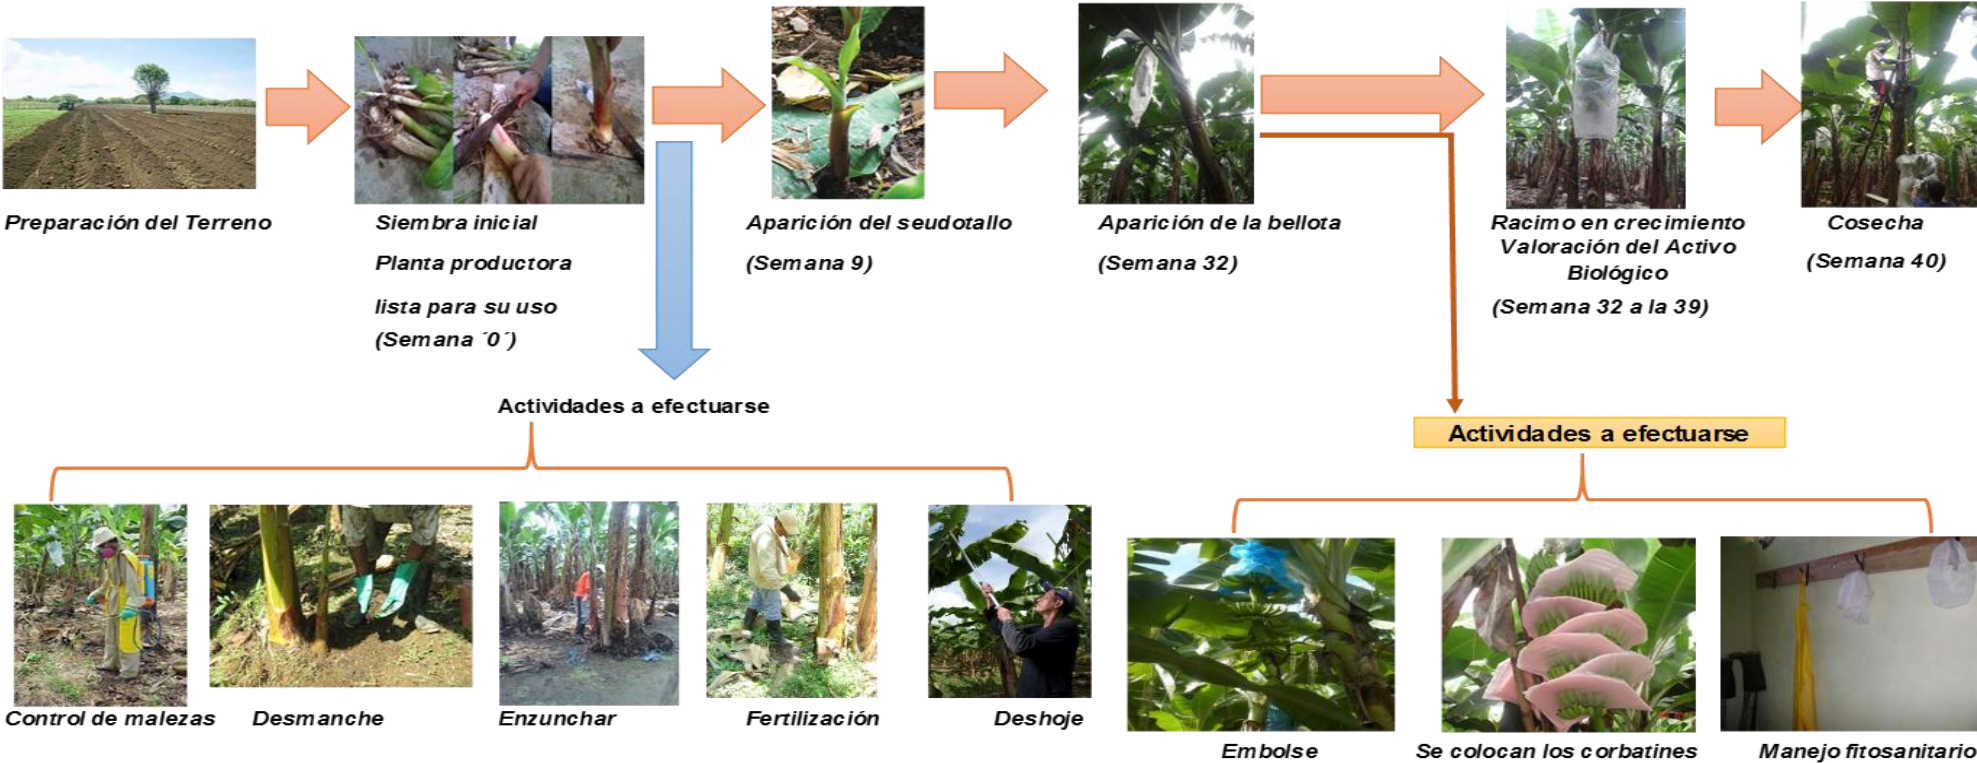 Preparación del Terreno
Siembra inicial
Planta productora
lista para su uso
(Semana ´0´)
Aparición del seudotallo
(Semana 9)
Aparición de la bellota
(Semana 32)
Racimo en crecimiento
Valoración del Activo
Biológico
(Semana 32 a la 39)
Cosecha
(Semana 40)
Actividades a efectuarse
Control de malezas
Desmanche
Enzunchar
Fertilización
Deshoje
Actividades a efectuarse
Embolse
Se colocan los corbatines
Manejo fitosanitario